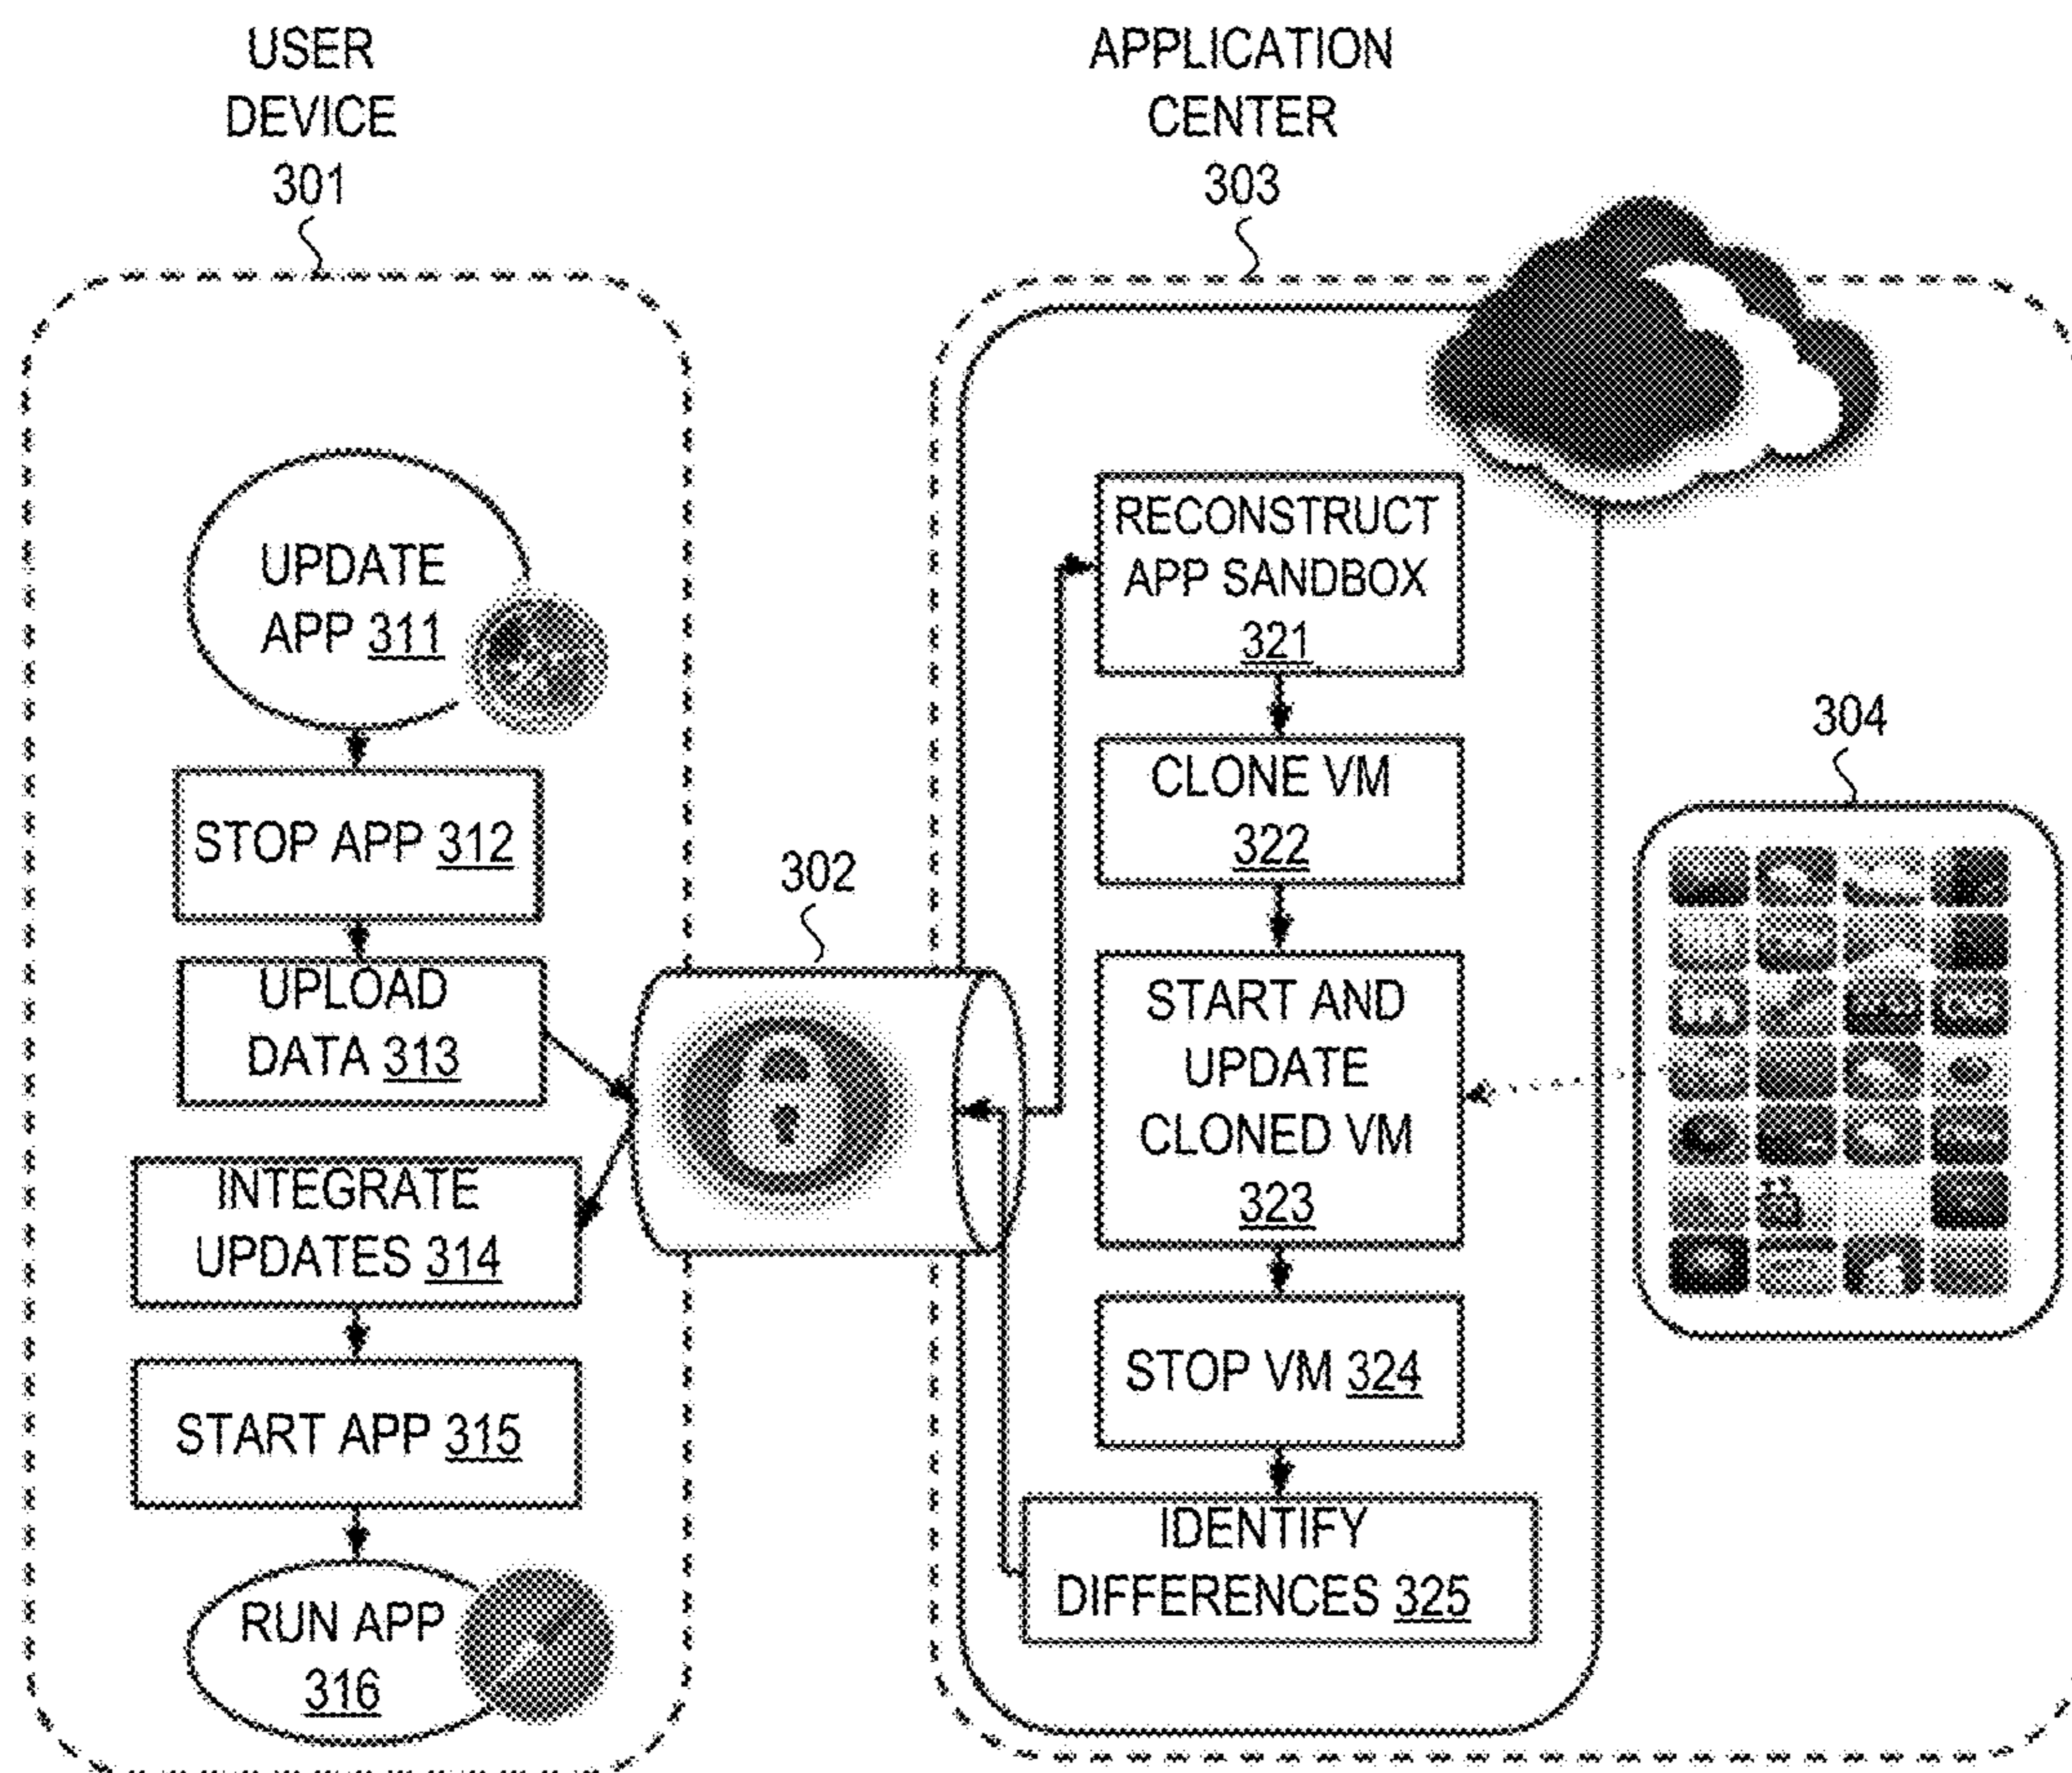 USER
DEVICE
301
UPDATE
APP 311
STOP APP 312
UPLOAD
DATA 313
INTEGRATE
UPDATES 314
START APP 315
RUN APP
316
302
APPLICATION
CENTER
303
RECONSTRUCT
APP SANDBOX
321
CLONE VM
322
START AND
UPDATE
CLONED VM
323
STOP VM 324
IDENTIFY
DIFFERENCES 325
304